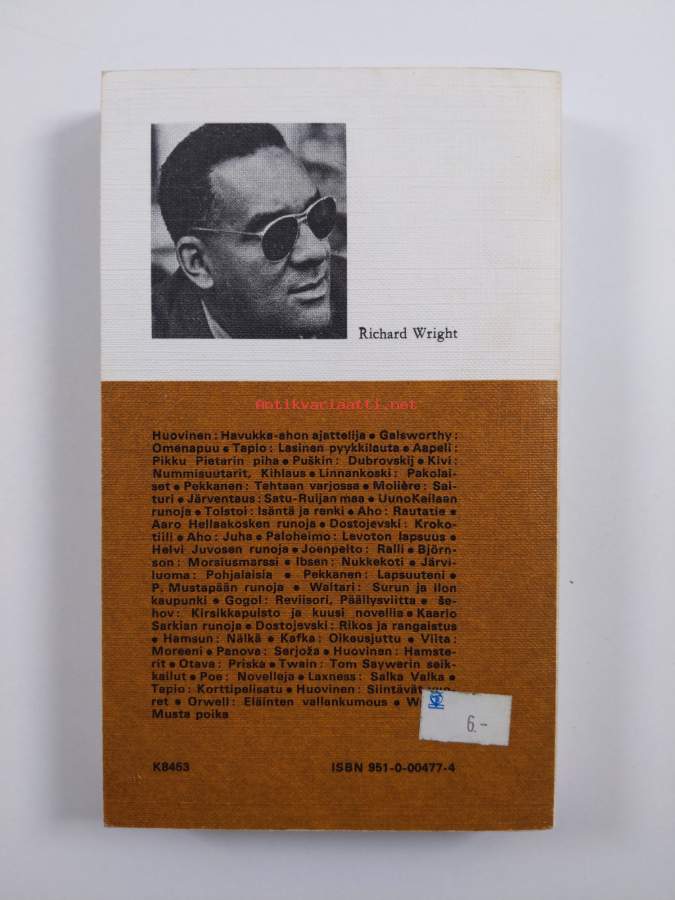 Richard Wright
Antikvariaatti.net
Huovinen: Havukka-ahon ajattelija • Galsworthy:
Omenapuu • Tapio: Lasinen pyykkilauta • Aapeli:
Pikku Pietarin piha • Puškin: Dubrovskij • Kivi:
Nummisuutarit, Kihlaus • Linnankoski: Pakolai-
set • Pekkanen: Tehtaan varjossa • Molière: Sai-
turi • Järventaus: Satu-Ruijan maa • Uuno Kailaan
runoja • Tolstoi: Isäntä ja renki • Aho: Rautatie •
Aaro Hellaakosken runoja • Dostojevski: Kroko-
tiili • Aho: Juha • Paloheimo: Levoton lapsuus •
Helvi Juvosen runoja • Joenpelto: Ralli • Björn-
son: Morsiusmarssi • Ibsen: Nukkekoti • Järvi-
luoma: Pohjalaisia • Pekkanen: Lapsuuteni •
P. Mustapään runoja • Waltari: Surun ja ilon
kaupunki • Gogol: Reviisori, Päällysviitta • še-
hov: Kirsikkapuisto ja kuusi novellia • Kaarlo
Sarkian runoja • Dostojevski: Rikos ja rangaistus
• Hamsun: Nälkä • Kafka: Oikeusjuttu • Viita:
Moreeni • Panova: Serjoža • Huovinen: Hamste-
rit • Otava: Priska • Twain: Tom Sawyerin seik-
kailut • Poe: Novelleja • Laxness: Salka Valka •
Tapio: Korttipelisatu • Huovinen: Siintävät
ret • Orwell: Eläinten vallankumous •
Musta poika
6.-
K8453
ISBN 951-0-00477-4